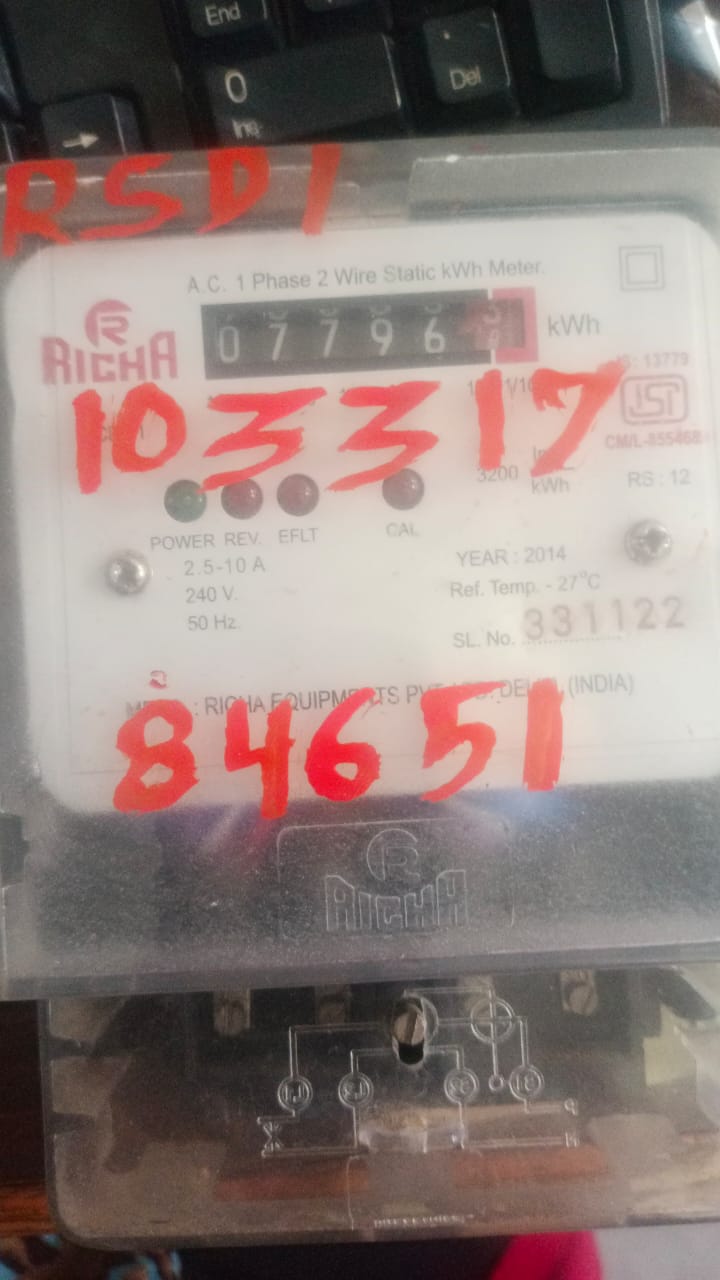 End
0
Ins
Del
RSD1
A.C. 1 Phase 2 Wire Static kWh Meter.
RICHA
07796 kWh
IS : 13779
103317
CM/L-8554682
3200 kWh
RS : 12
POWER REV. EFLT CAL
2.5-10 A
240 V.
50 Hz.
YEAR : 2014
Ref. Temp. - 27°C
SL. No. 331122
: RICHA EQUIPMENTS PVT. LTD. DELHI, (INDIA)
84651
RICHA